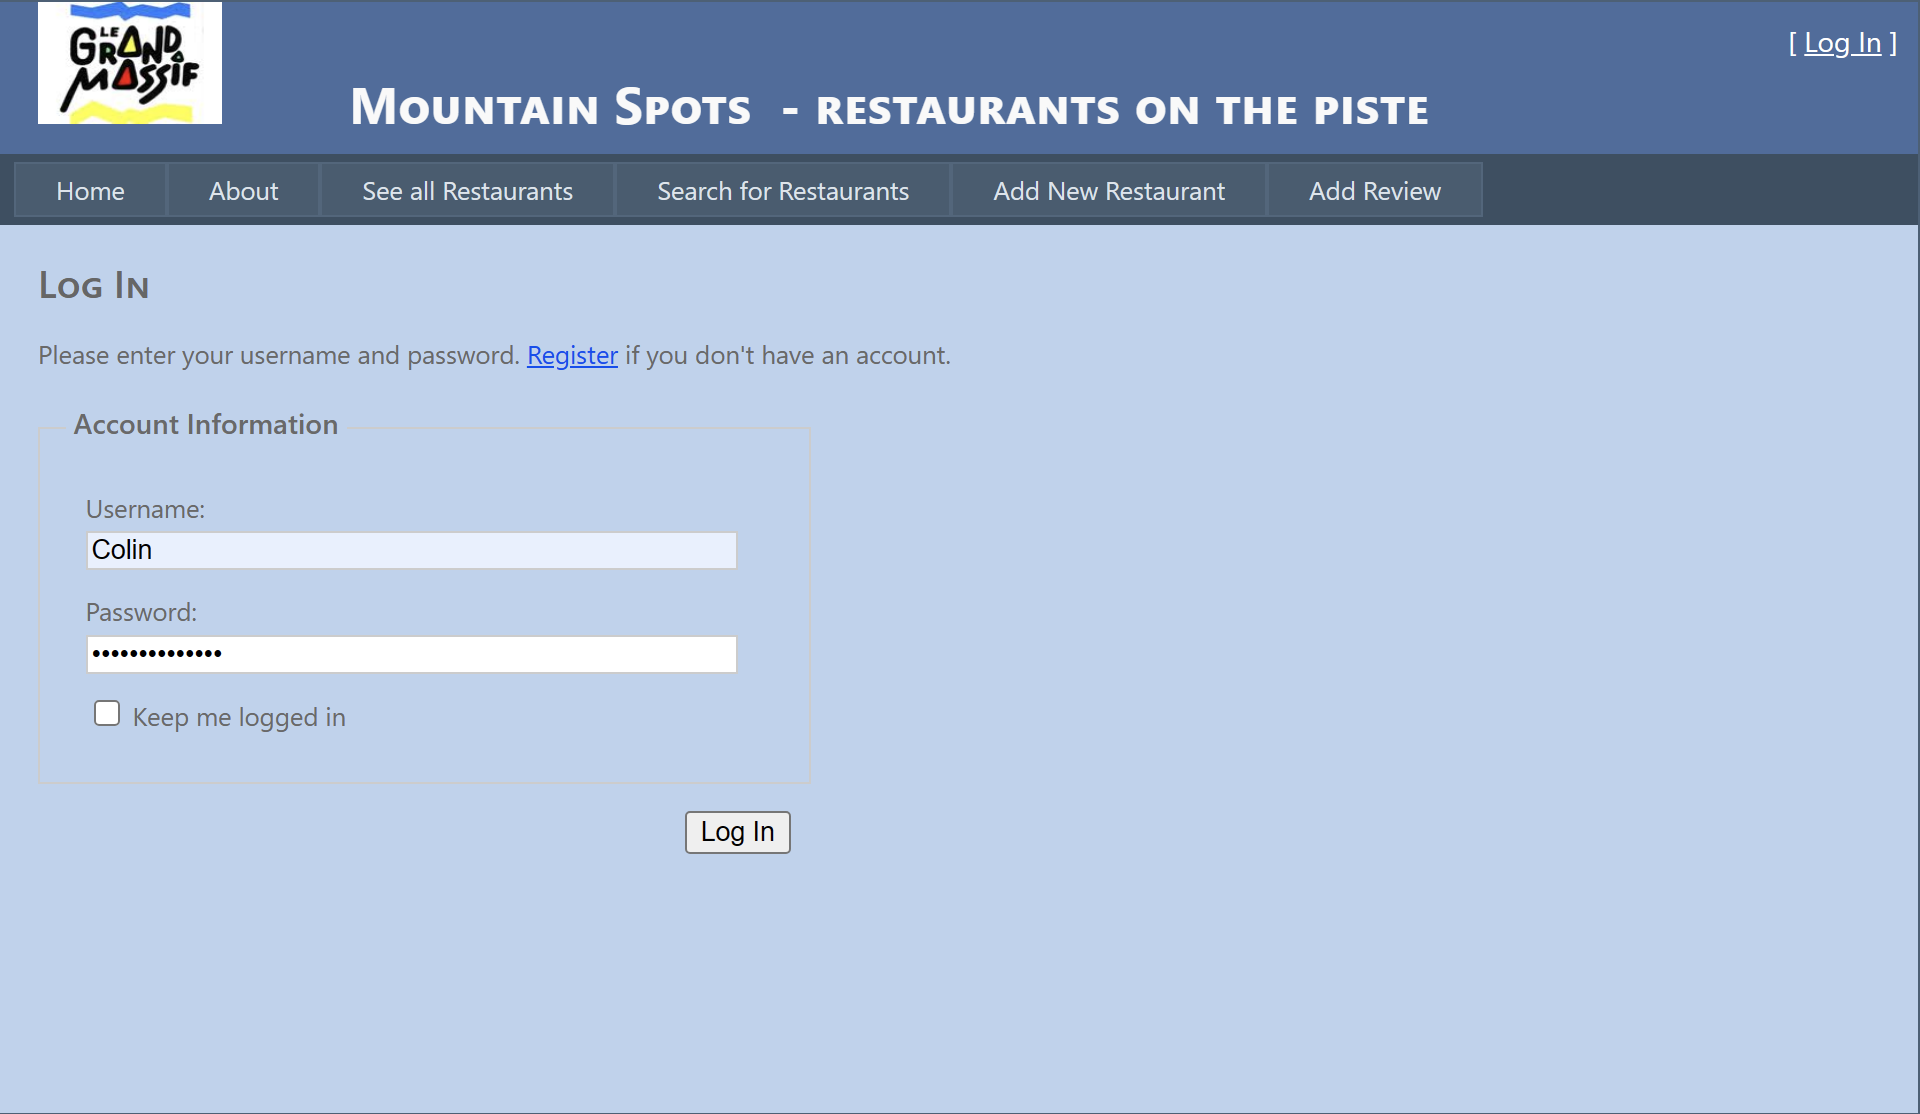 LE
GRAND
MASSIF
[ Log In ]
Mountain Spots - restaurants on the piste
Home About See all Restaurants Search for Restaurants Add New Restaurant Add Review
Log In
Please enter your username and password. Register if you don't have an account.
Account Information
Username:
Colin
Password:
••••••••••••••
Keep me logged in
Log In